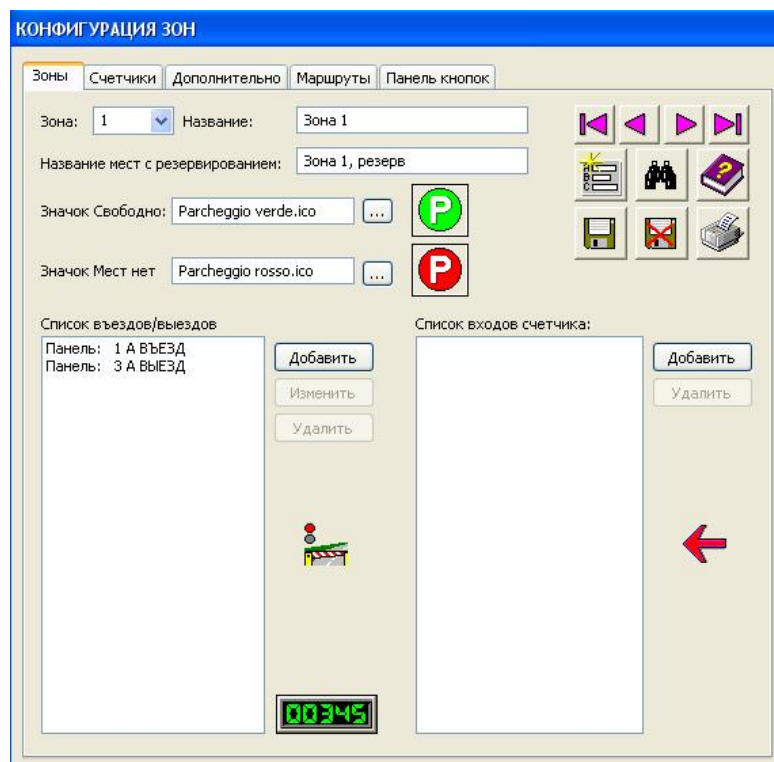 КОНФИГУРАЦИЯ ЗОН
Зоны Счетчики Дополнительно Маршруты Панель кнопок
Зона: 1 Название: Зона 1
Название мест с резервированием: Зона 1, резерв
Значок Свободно: Parcheggio verde.ico ... P
Значок Мест нет Parcheggio rosso.ico ... P
Список въездов/выездов Список входов счетчика:
Панель: 1 А ВЪЕЗД
Панель: 3 А ВЫЕЗД
Добавить Добавить
Изменить Удалить
Удалить
00345